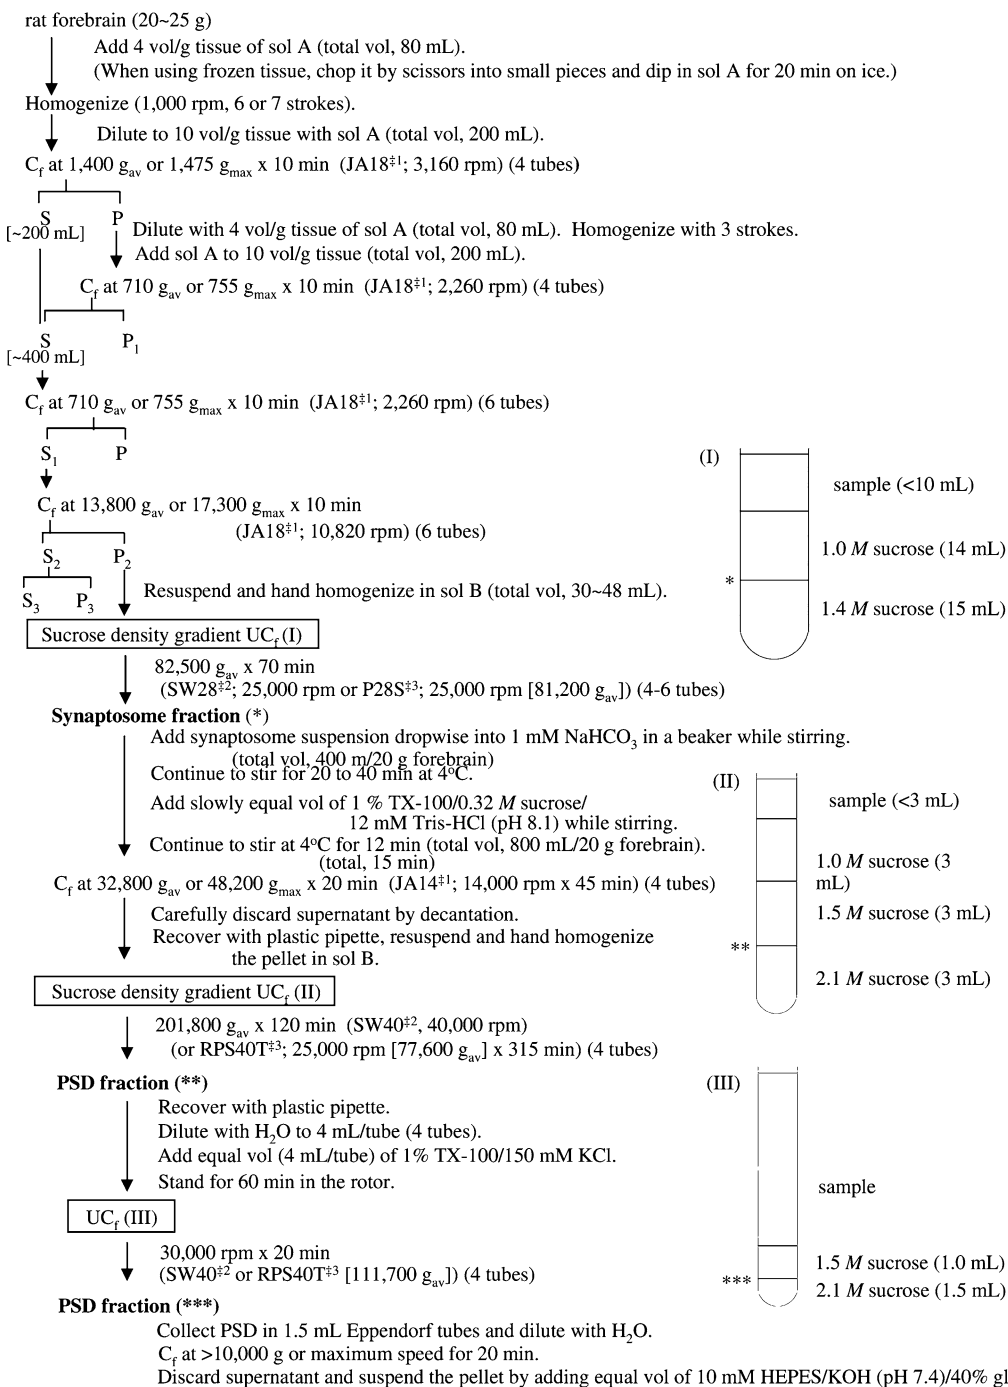 rat forebrain (20~25 g)
Add 4 vol/g tissue of sol A (total vol, 80 mL).
(When using frozen tissue, chop it by scissors into small pieces and dip in sol A for 20 min on ice.)
Homogenize (1,000 rpm, 6 or 7 strokes).
Dilute to 10 vol/g tissue with sol A (total vol, 200 mL).
Cf at 1,400 gav or 1,475 gmax x 10 min (JA18‡1; 3,160 rpm) (4 tubes)
S P
[~200 mL]
Dilute with 4 vol/g tissue of sol A (total vol, 80 mL). Homogenize with 3 strokes.
Add sol A to 10 vol/g tissue (total vol, 200 mL).
Cf at 710 gav or 755 gmax x 10 min (JA18‡1; 2,260 rpm) (4 tubes)
S P1
[~400 mL]
Cf at 710 gav or 755 gmax x 10 min (JA18‡1; 2,260 rpm) (6 tubes)
S1 P
Cf at 13,800 gav or 17,300 gmax x 10 min
(JA18‡1; 10,820 rpm) (6 tubes)
S2 P2
S3 P3
Resuspend and hand homogenize in sol B (total vol, 30~48 mL).
Sucrose density gradient UCf (I)
82,500 gav x 70 min
(SW28‡2; 25,000 rpm or P28S‡3; 25,000 rpm [81,200 gav]) (4-6 tubes)
Synaptosome fraction (*)
Add synaptosome suspension dropwise into 1 mM NaHCO3 in a beaker while stirring.
(total vol, 400 m/20 g forebrain)
Continue to stir for 20 to 40 min at 4oC.
Add slowly equal vol of 1 % TX-100/0.32 M sucrose/
12 mM Tris-HCl (pH 8.1) while stirring.
Continue to stir at 4oC for 12 min (total vol, 800 mL/20 g forebrain).
(total, 15 min)
Cf at 32,800 gav or 48,200 gmax x 20 min (JA14‡1; 14,000 rpm x 45 min) (4 tubes)
Carefully discard supernatant by decantation.
Recover with plastic pipette, resuspend and hand homogenize
the pellet in sol B.
Sucrose density gradient UCf (II)
201,800 gav x 120 min (SW40‡2, 40,000 rpm)
(or RPS40T‡3; 25,000 rpm [77,600 gav] x 315 min) (4 tubes)
PSD fraction (**)
Recover with plastic pipette.
Dilute with H2O to 4 mL/tube (4 tubes).
Add equal vol (4 mL/tube) of 1% TX-100/150 mM KCl.
Stand for 60 min in the rotor.
UCf (III)
30,000 rpm x 20 min
(SW40‡2 or RPS40T‡3 [111,700 gav]) (4 tubes)
PSD fraction (***)
Collect PSD in 1.5 mL Eppendorf tubes and dilute with H2O.
Cf at >10,000 g or maximum speed for 20 min.
Discard supernatant and suspend the pellet by adding equal vol of 10 mM HEPES/KOH (pH 7.4)/40% gl
(I)
sample (<10 mL)
1.0 M sucrose (14 mL)
*
1.4 M sucrose (15 mL)
(II)
sample (<3 mL)
1.0 M sucrose (3
mL)
1.5 M sucrose (3 mL)
**
2.1 M sucrose (3 mL)
(III)
sample
1.5 M sucrose (1.0 mL)
***
2.1 M sucrose (1.5 mL)